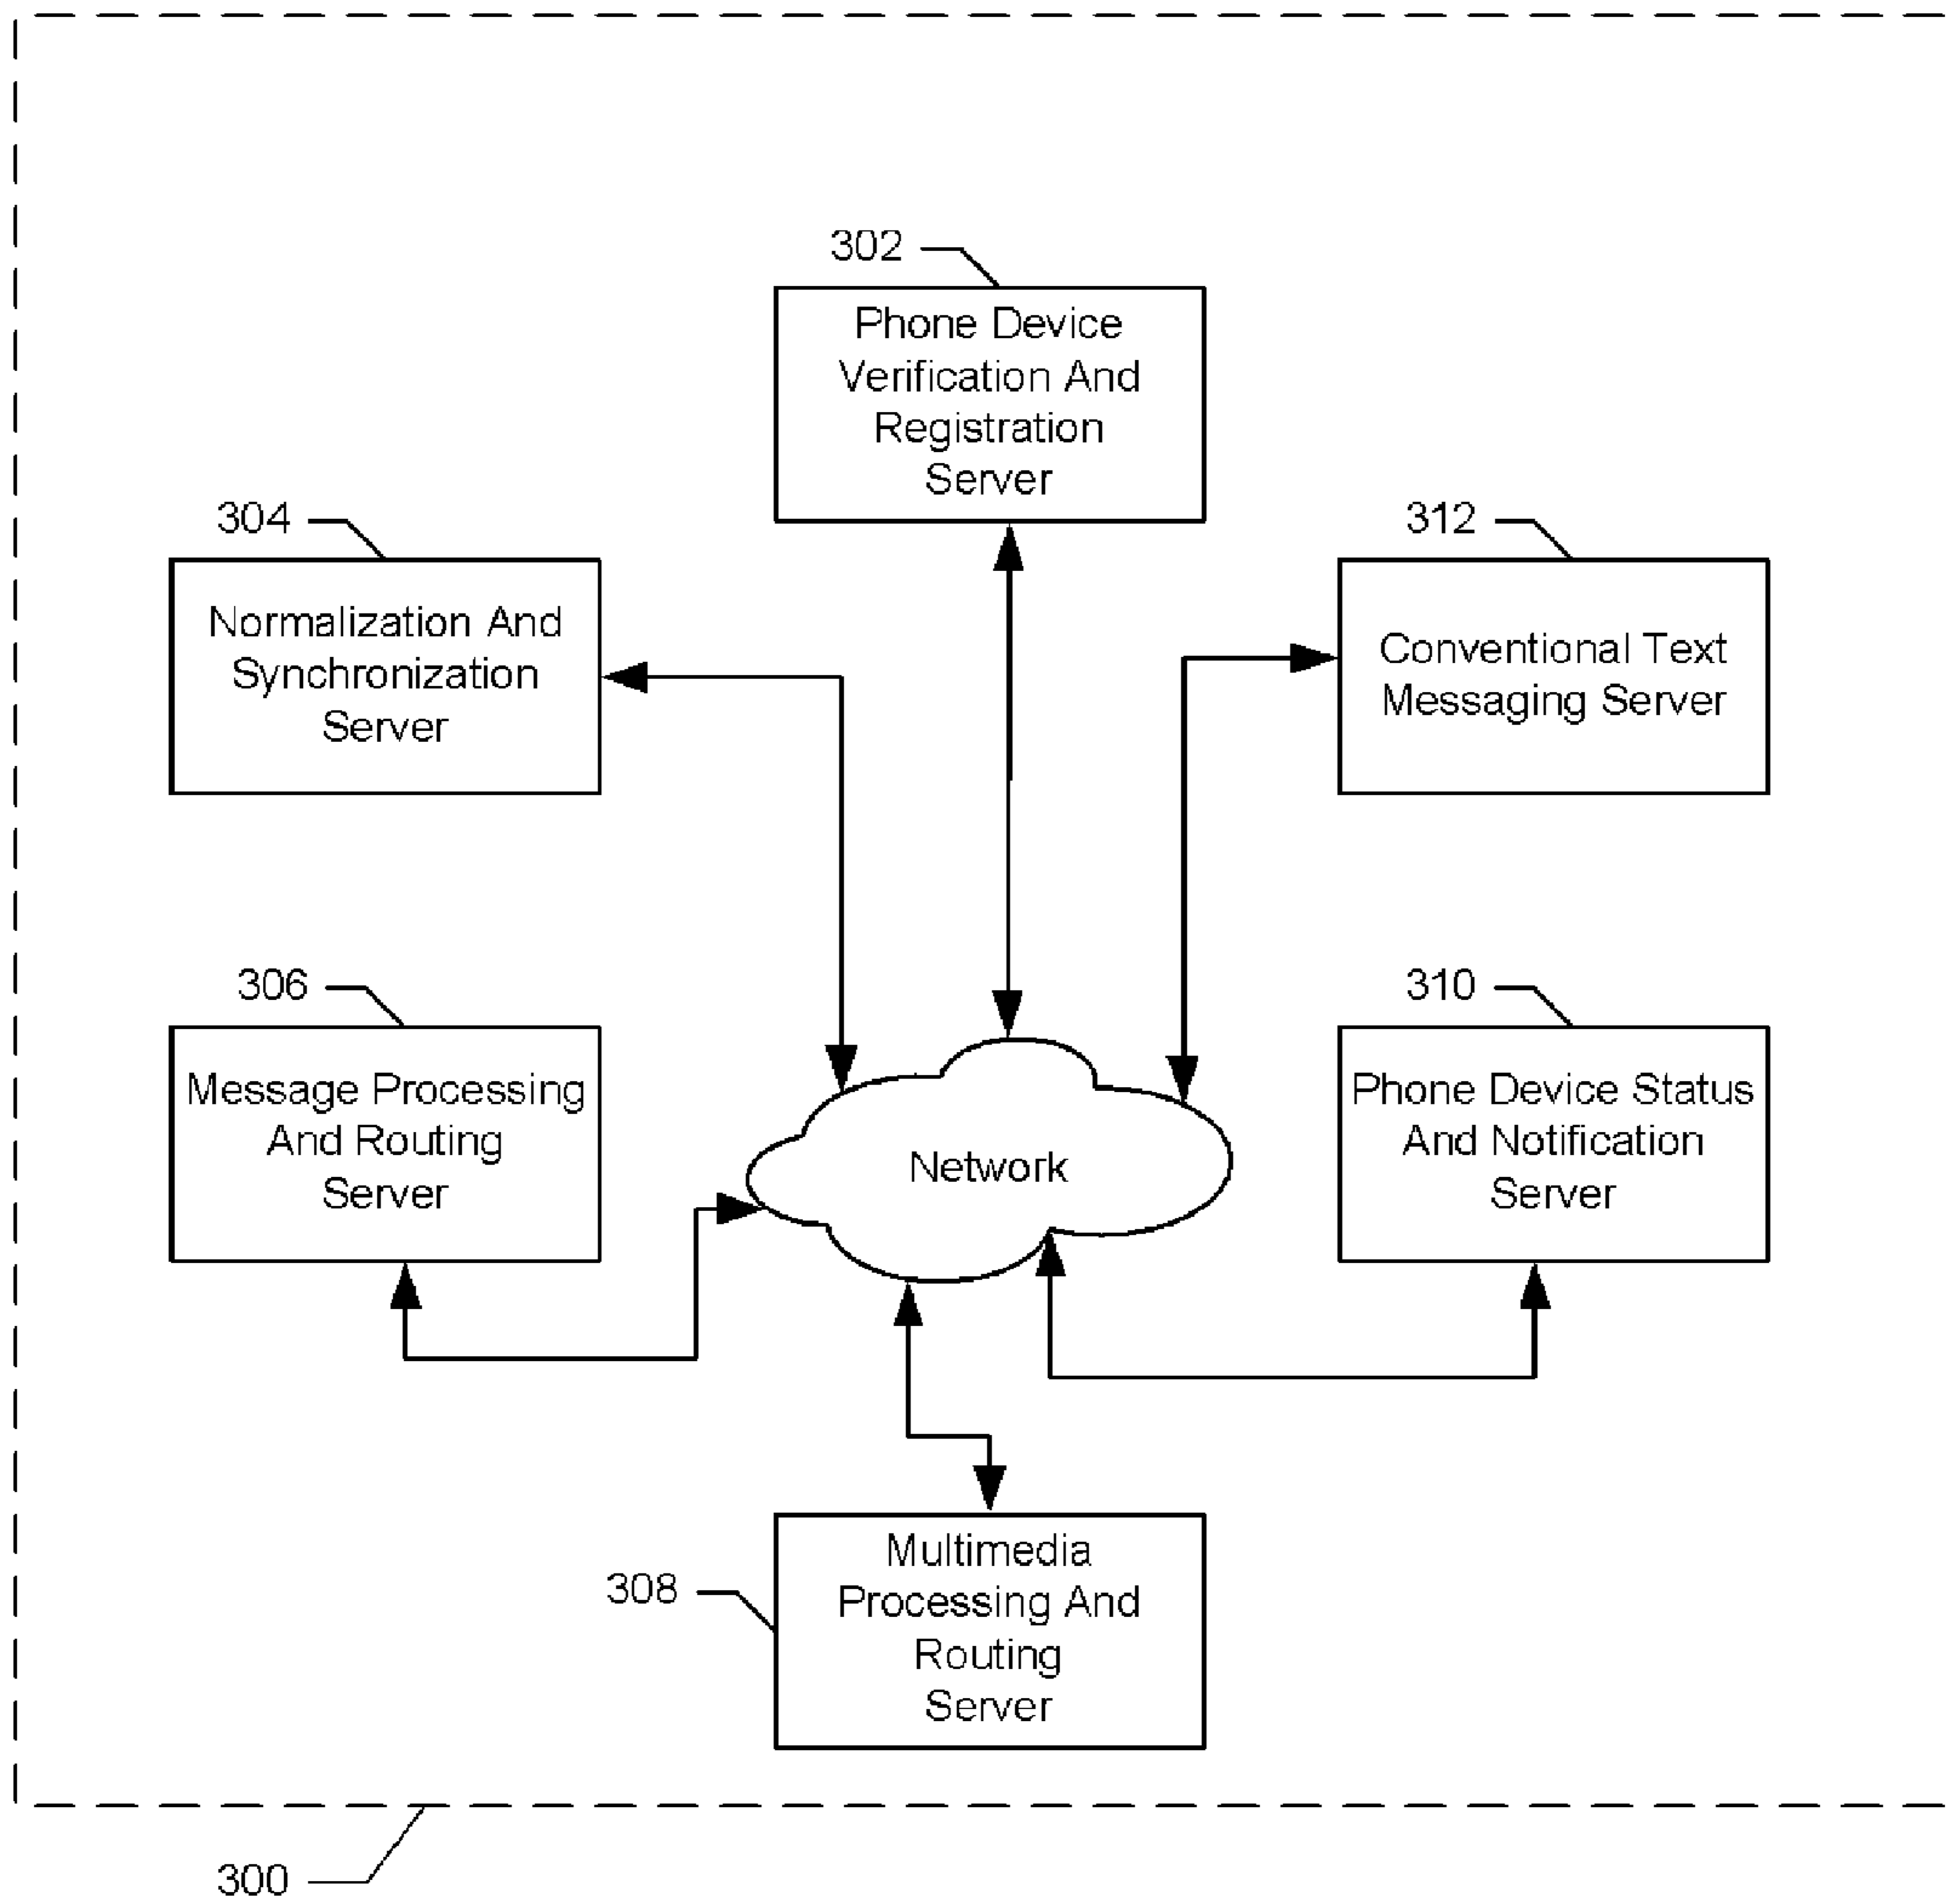 302
Phone Device
Verification And
Registration
Server
304
Normalization And
Synchronization
Server
312
Conventional Text
Messaging Server
306
Message Processing
And Routing
Server
310
Phone Device Status
And Notification
Server
Network
308
Multimedia
Processing And
Routing
Server
300